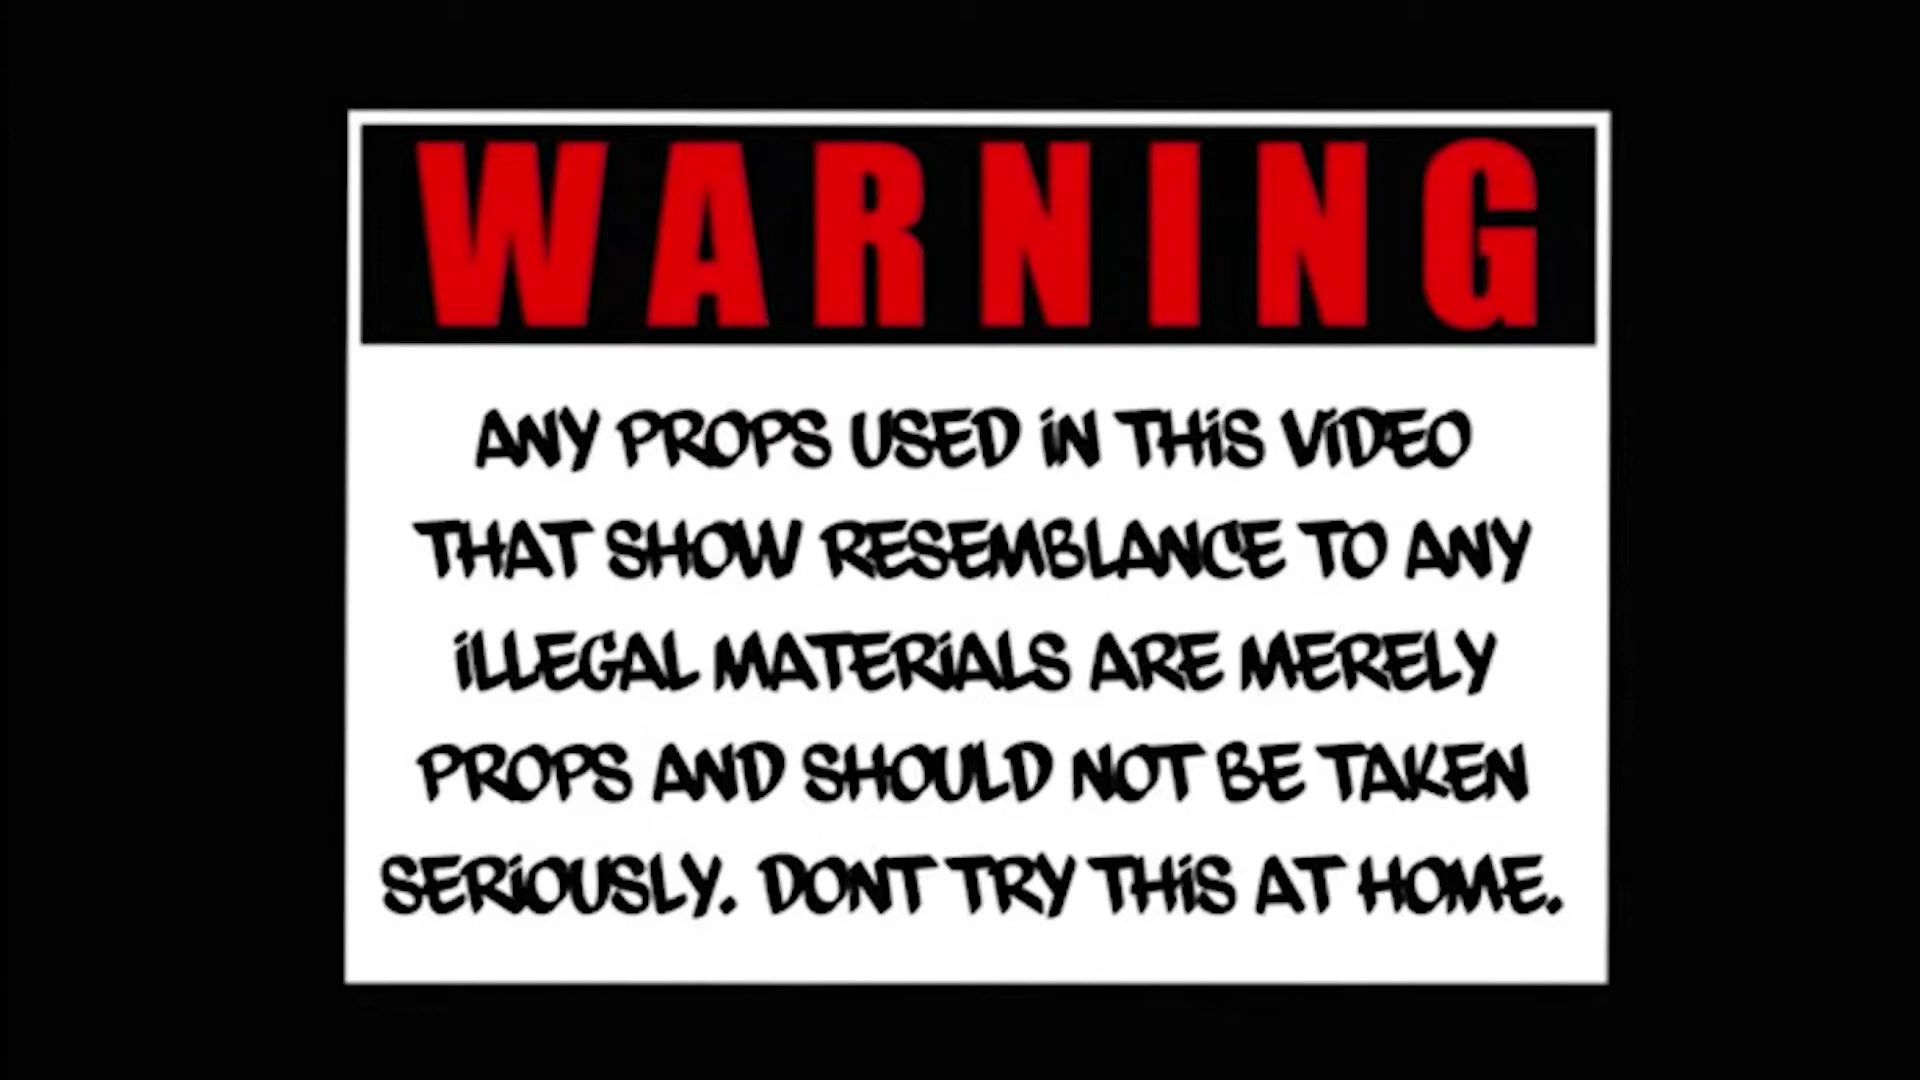 WARNING
ANY PROPS USED iN THiS ViDEO
THAT SHOW RESEMBLANCE TO ANY
iLLEGAL MATERiALS ARE MERELY
PROPS AND SHOULD NOT BE TAKEN
SERiOUSLY. DONT TRY THiS AT HOME.